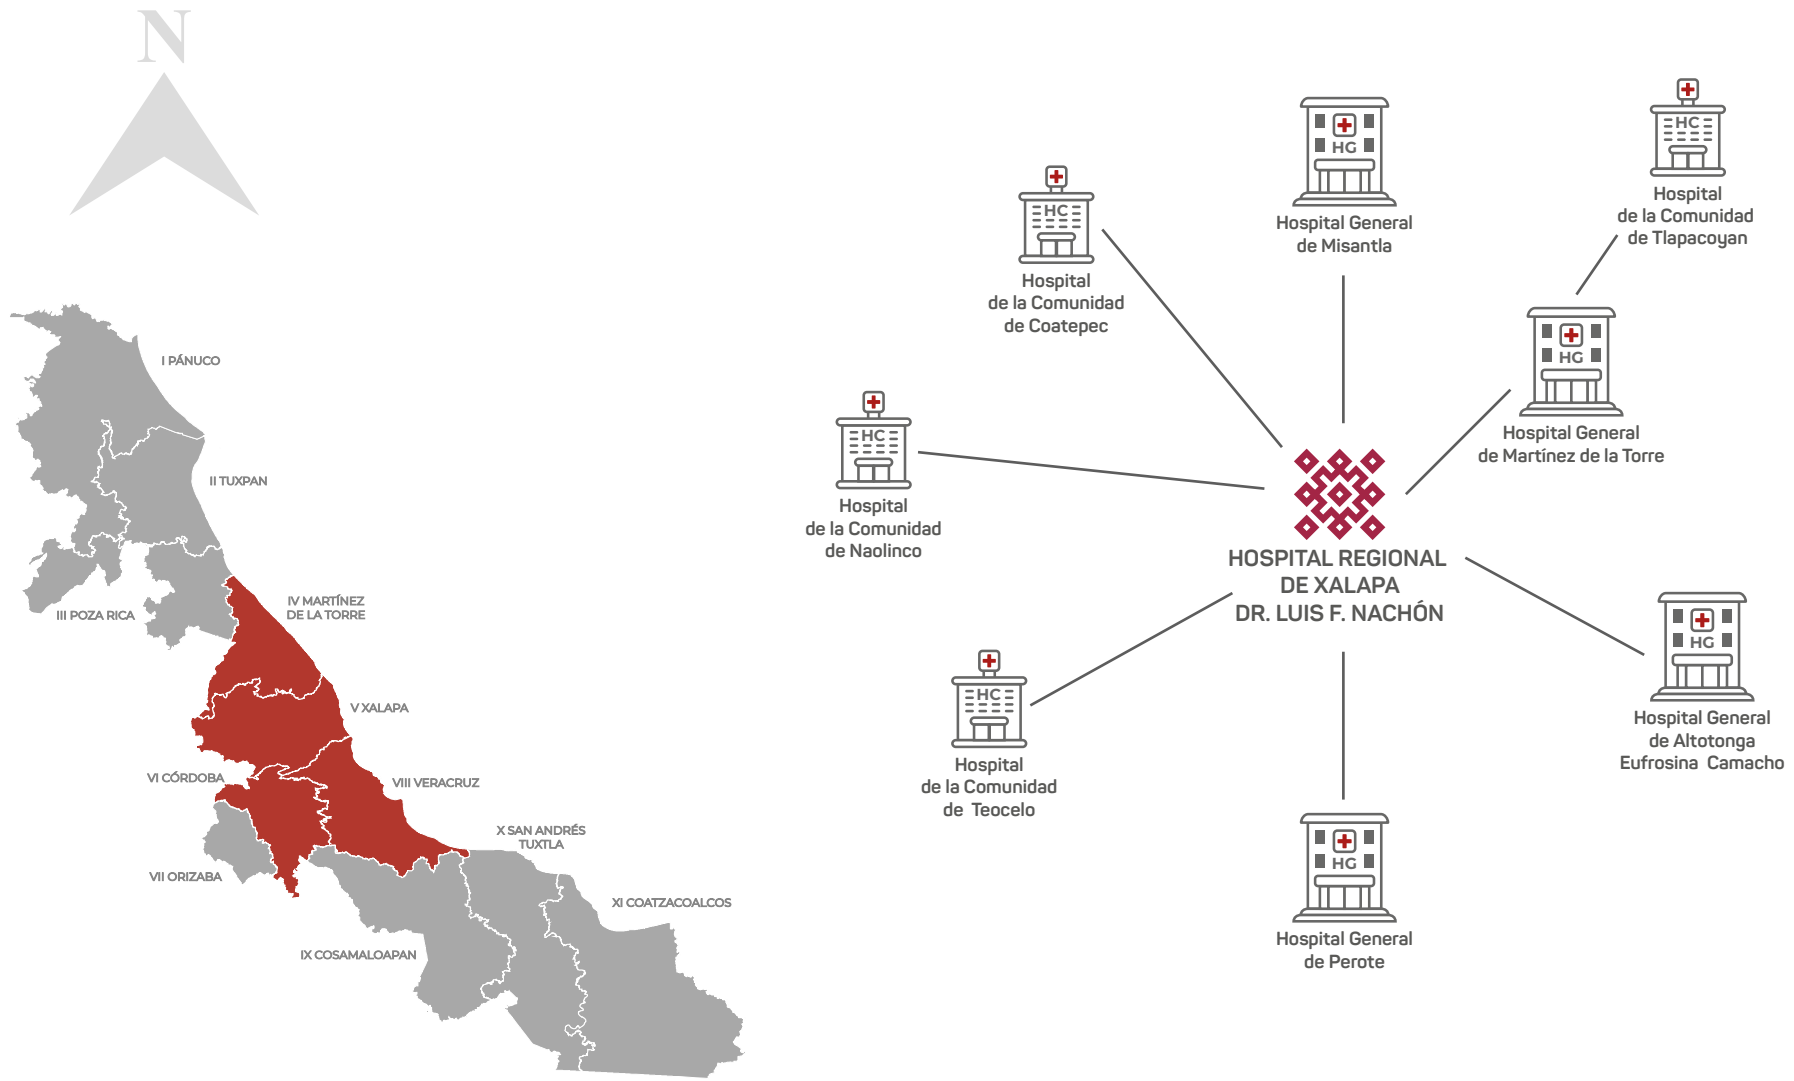 N
I PÁNUCO
II TUXPAN
III POZA RICA
IV MARTÍNEZ
DE LA TORRE
V XALAPA
VI CÓRDOBA
VIII VERACRUZ
VII ORIZABA
X SAN ANDRÉS
TUXTLA
XI COATZACOALCOS
IX COSAMALOAPAN
HG
Hospital General
de Misantla
HC
Hospital
de la Comunidad
de Tlapacoyan
HC
Hospital
de la Comunidad
de Coatepec
HG
Hospital General
de Martínez de la Torre
HC
Hospital
de la Comunidad
de Naolinco
HOSPITAL REGIONAL
DE XALAPA
DR. LUIS F. NACHÓN
HC
Hospital
de la Comunidad
de Teocelo
HG
Hospital General
de Altotonga
Eufrosina Camacho
HG
Hospital General
de Perote